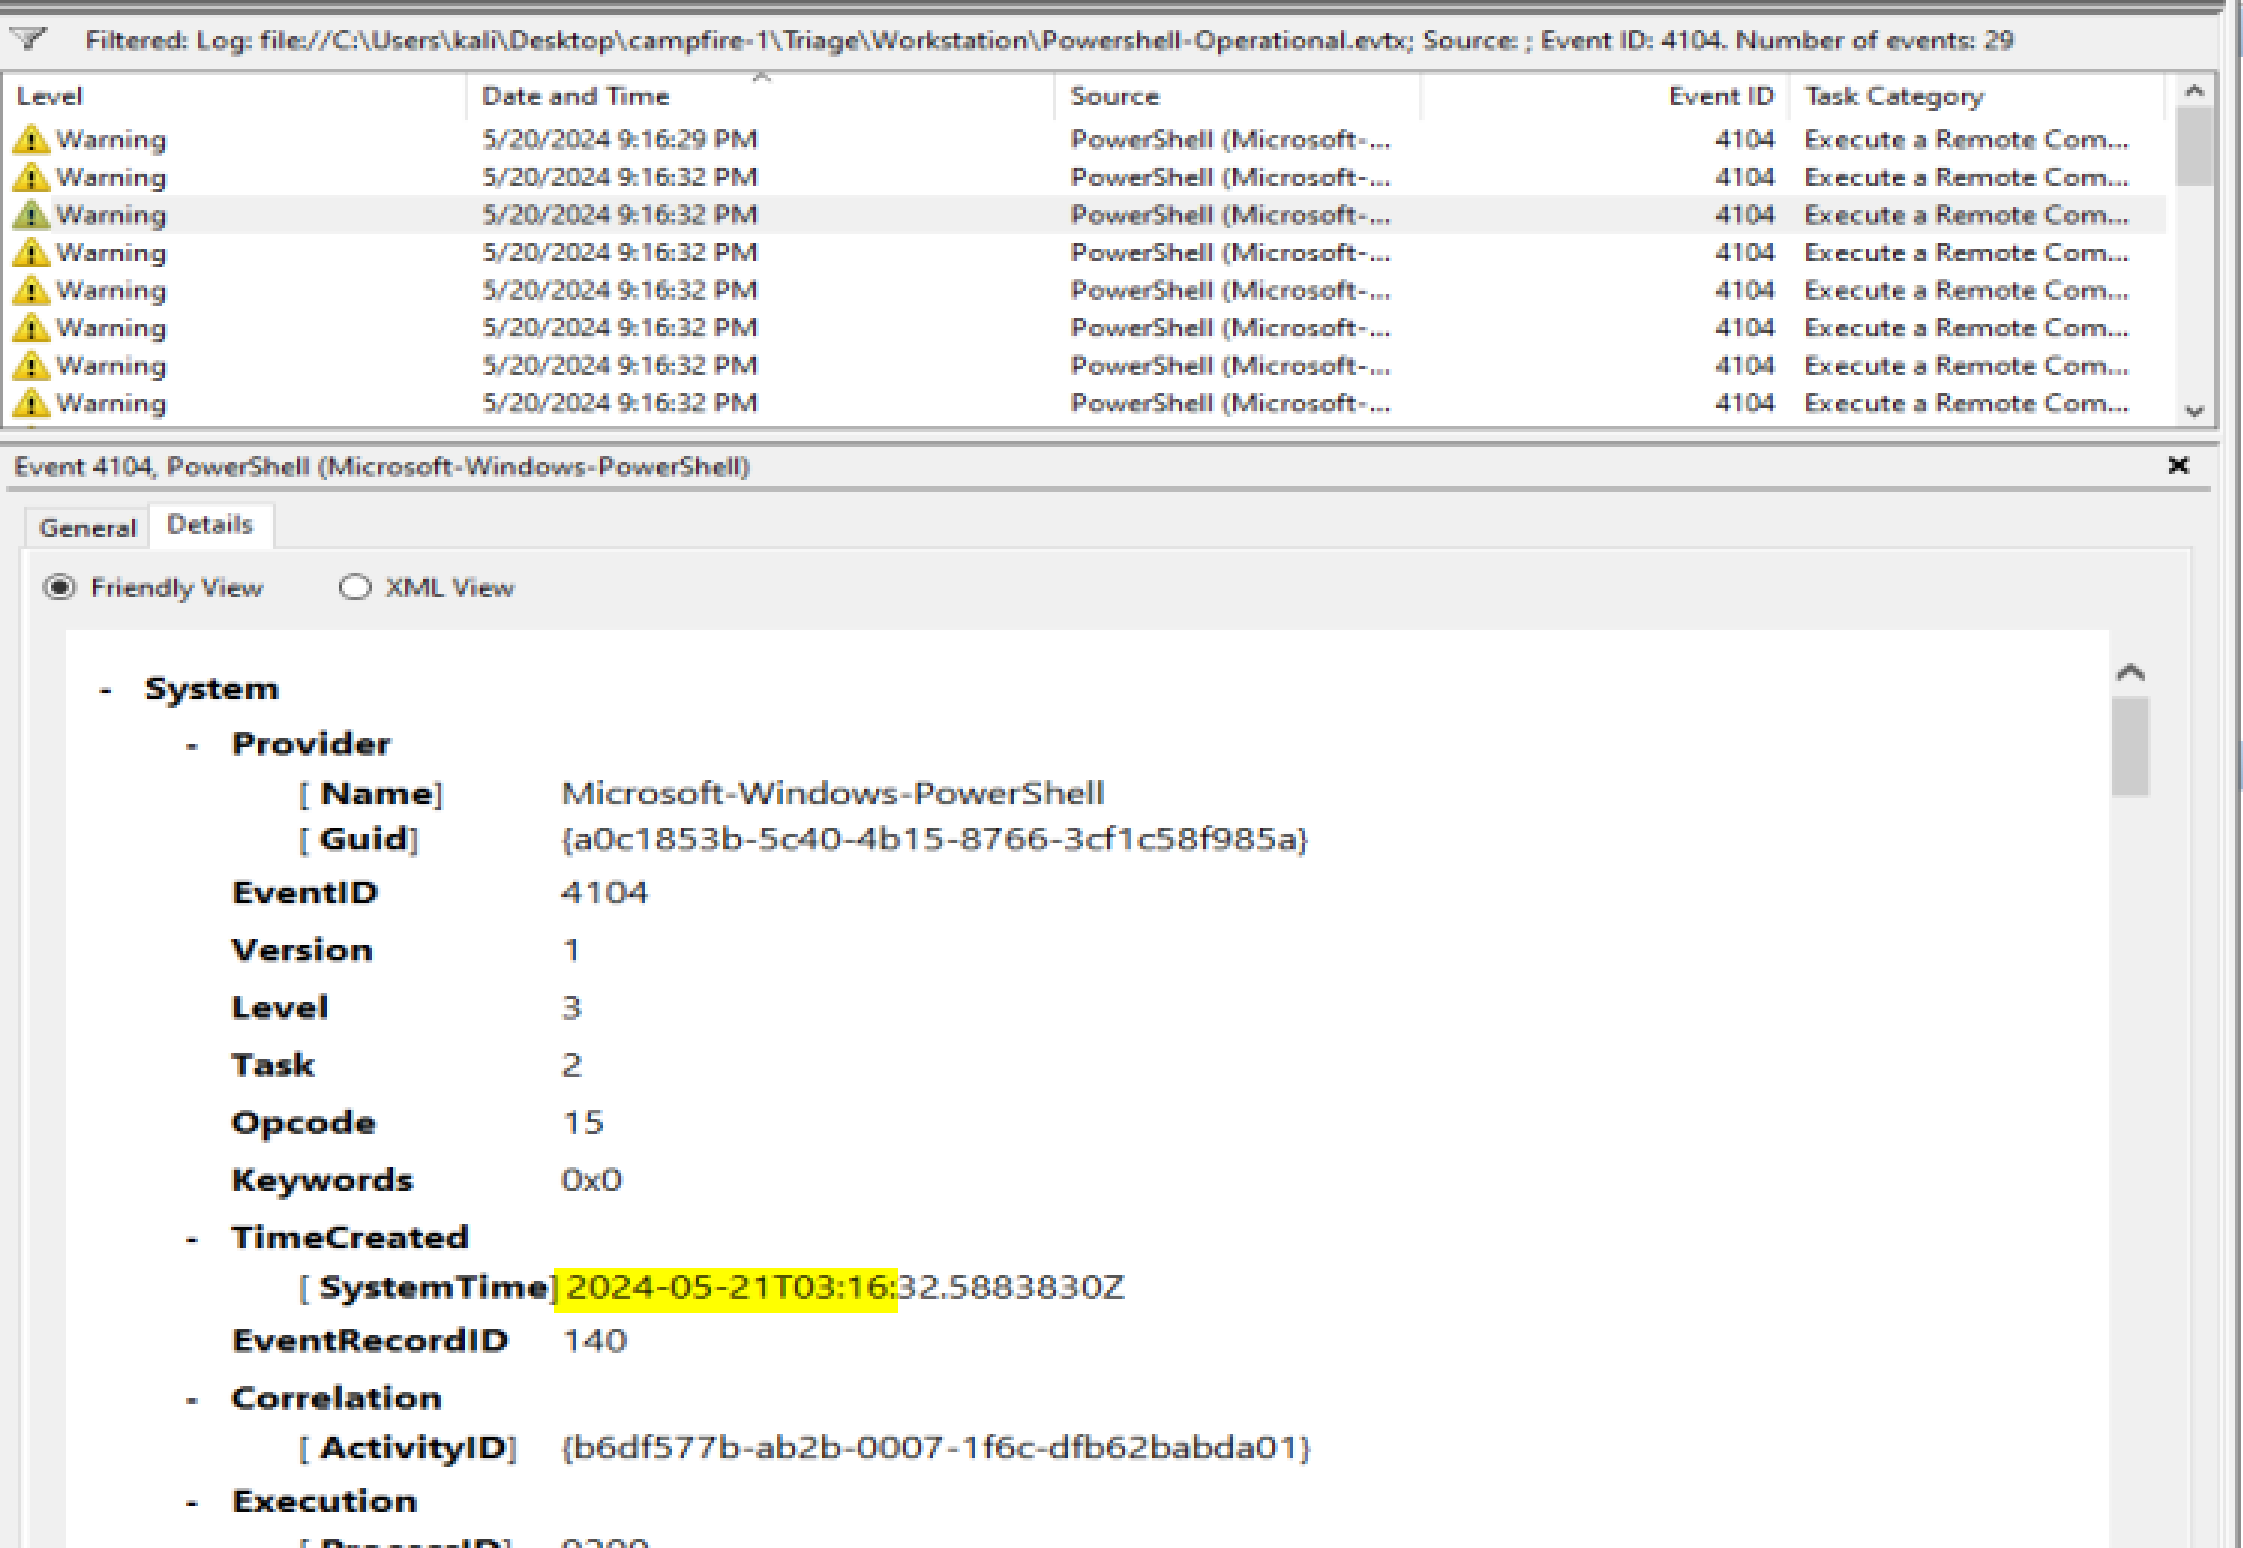 Filtered: Log: file://C:\Users\kali\Desktop\campfire-1\Triage\Workstation\Powershell-Operational.evtx; Source: ; Event ID: 4104. Number of events: 29
Level Date and Time Source Event ID Task Category
Warning 5/20/2024 9:16:29 PM PowerShell (Microsoft-... 4104 Execute a Remote Com...
Warning 5/20/2024 9:16:32 PM PowerShell (Microsoft-... 4104 Execute a Remote Com...
Warning 5/20/2024 9:16:32 PM PowerShell (Microsoft-... 4104 Execute a Remote Com...
Warning 5/20/2024 9:16:32 PM PowerShell (Microsoft-... 4104 Execute a Remote Com...
Warning 5/20/2024 9:16:32 PM PowerShell (Microsoft-... 4104 Execute a Remote Com...
Warning 5/20/2024 9:16:32 PM PowerShell (Microsoft-... 4104 Execute a Remote Com...
Warning 5/20/2024 9:16:32 PM PowerShell (Microsoft-... 4104 Execute a Remote Com...
Warning 5/20/2024 9:16:32 PM PowerShell (Microsoft-... 4104 Execute a Remote Com...
Event 4104, PowerShell (Microsoft-Windows-PowerShell)
General Details
Friendly View XML View
- System
- Provider
[ Name] Microsoft-Windows-PowerShell
[ Guid] {a0c1853b-5c40-4b15-8766-3cf1c58f985a}
EventID 4104
Version 1
Level 3
Task 2
Opcode 15
Keywords 0x0
- TimeCreated
[ SystemTime] 2024-05-21T03:16:32.5883830Z
EventRecordID 140
- Correlation
[ ActivityID] {b6df577b-ab2b-0007-1f6c-dfb62babda01}
- Execution
[ ProcessID]